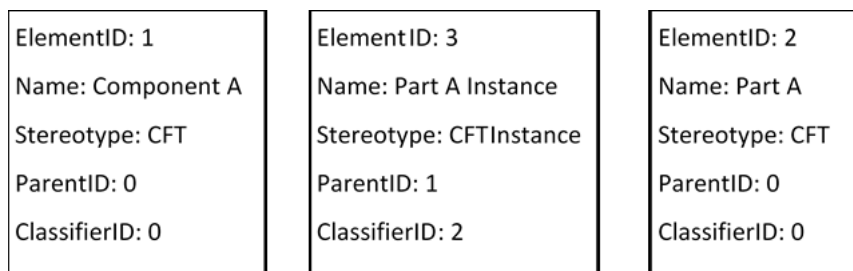 ElementID: 1
Name: Component A
Stereotype: CFT
ParentID: 0
ClassifierID: 0
ElementID: 3
Name: Part A Instance
Stereotype: CFTInstance
ParentID: 1
ClassifierID: 2
ElementID: 2
Name: Part A
Stereotype: CFT
ParentID: 0
ClassifierID: 0